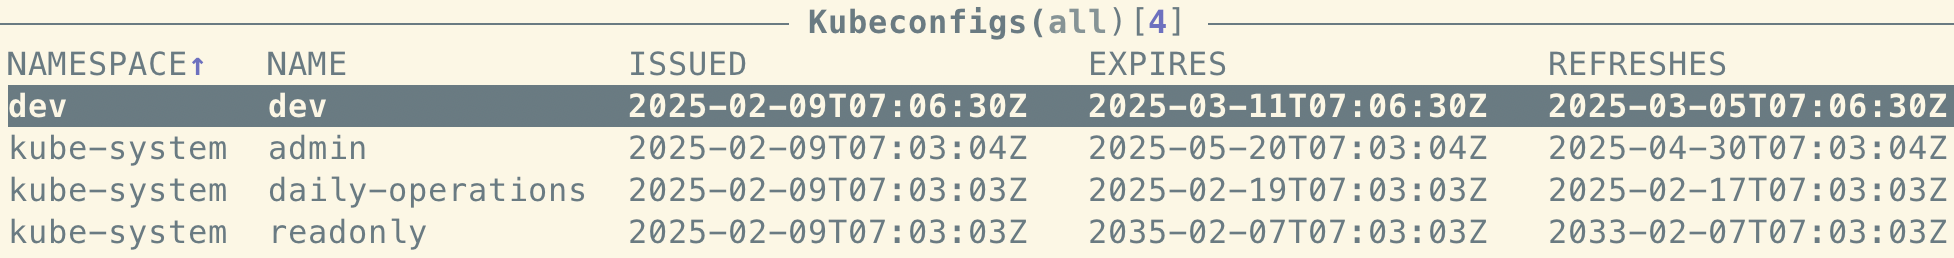 Kubeconfigs(all)[4]
NAMESPACE↑ NAME ISSUED EXPIRES REFRESHES
dev dev 2025-02-09T07:06:30Z 2025-03-11T07:06:30Z 2025-03-05T07:06:30Z
kube-system admin 2025-02-09T07:03:04Z 2025-05-20T07:03:04Z 2025-04-30T07:03:04Z
kube-system daily-operations 2025-02-09T07:03:03Z 2025-02-19T07:03:03Z 2025-02-17T07:03:03Z
kube-system readonly 2025-02-09T07:03:03Z 2035-02-07T07:03:03Z 2033-02-07T07:03:03Z